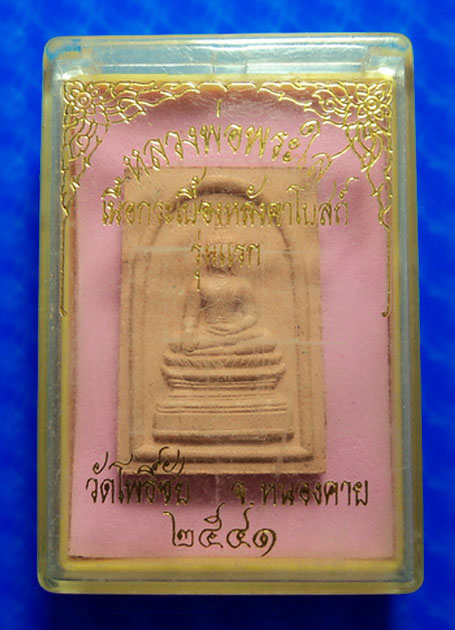 หลวงพ่อพระใส
เนื้อกระเบื้องหลังคาโบสถ์
รุ่นแรก
วัดโพธิ์ชัย จ.หนองคาย
๒๕๔๑